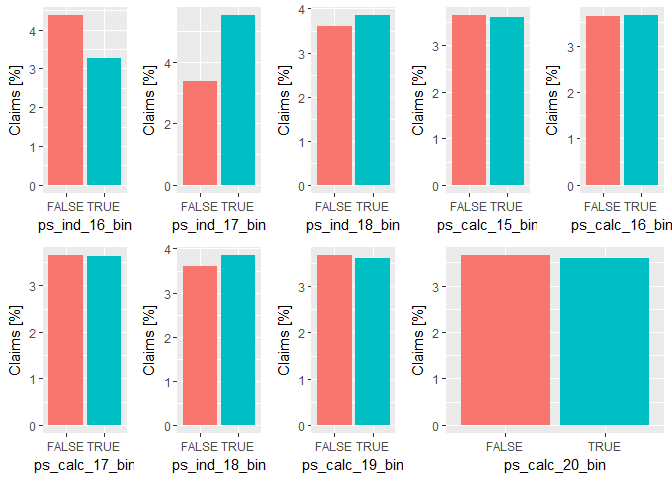 Claims [%]
4
3
2
1
0
FALSE TRUE
ps_ind_16_bin
Claims [%]
4
2
0
FALSE TRUE
ps_ind_17_bin
Claims [%]
4
3
2
1
0
FALSE TRUE
ps_ind_18_bin
Claims [%]
3
2
1
0
FALSE TRUE
ps_calc_15_bin
Claims [%]
3
2
1
0
FALSE TRUE
ps_calc_16_bin
Claims [%]
3
2
1
0
FALSE TRUE
ps_calc_17_bin
Claims [%]
4
3
2
1
0
FALSE TRUE
ps_ind_18_bin
Claims [%]
3
2
1
0
FALSE TRUE
ps_calc_19_bin
Claims [%]
3
2
1
0
FALSE TRUE
ps_calc_20_bin